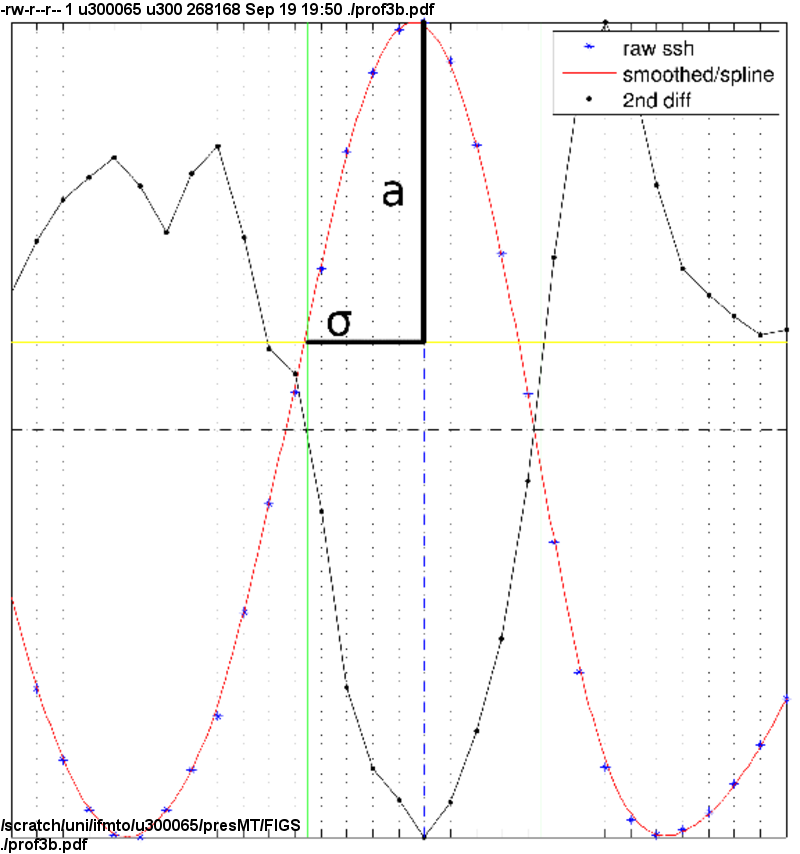 -rw-r--r-- 1 u300065 u300 268168 Sep 19 19:50 ./prof3b.pdf
raw ssh
smoothed/spline
2nd diff
a
σ
/scratch/uni/ifmto/u300065/presMT/FIGS
./prof3b.pdf